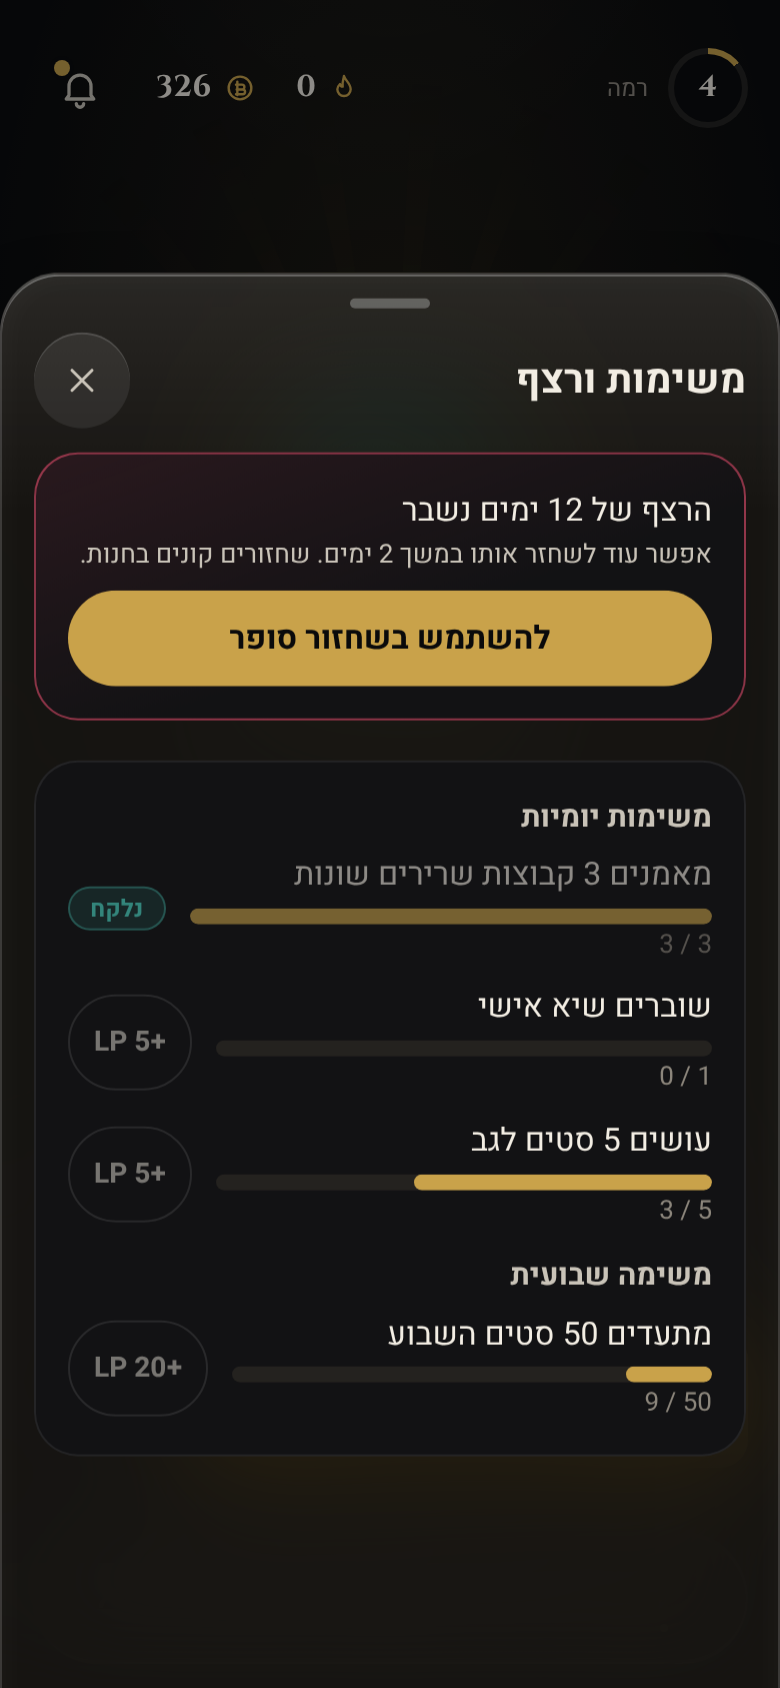 4
רמה
0
326
משימות ורצף
הרצף של 12 ימים נשבר
אפשר עוד לשחזר אותו במשך 2 ימים. שחזורים קונים בחנות.
להשתמש בשחזור סופר
משימות יומיות
מאמנים 3 קבוצות שרירים שונות
נלקח
3 / 3
שוברים שיא אישי
LP 5+
0 / 1
עושים 5 סטים לגב
LP 5+
3 / 5
משימה שבועית
מתעדים 50 סטים השבוע
LP 20+
9 / 50